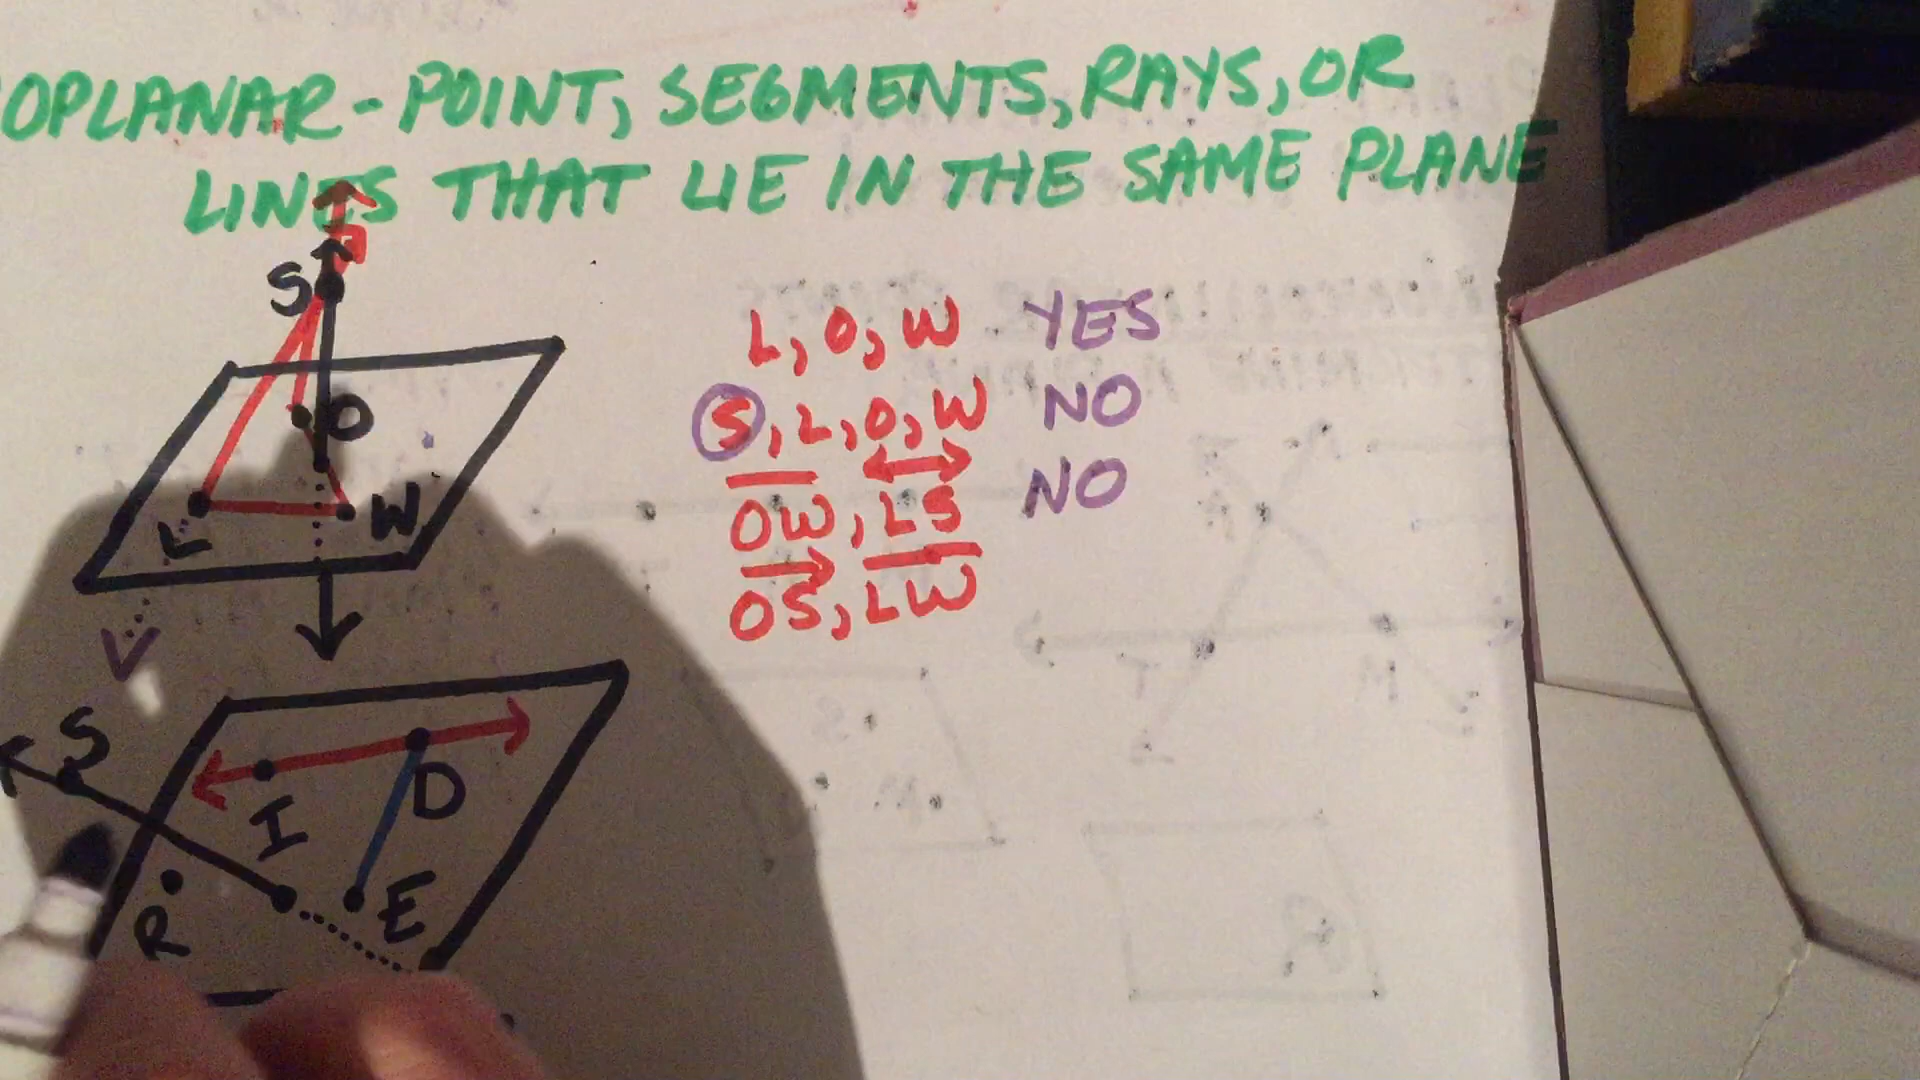 OPLANAR - POINT, SEGMENTS, RAYS, OR
LINES THAT LIE IN THE SAME PLANE
S
O
L
W
V
L, O, W YES
S, L, O, W NO
OW, LS NO
OS, LW
S
I
D
R
E